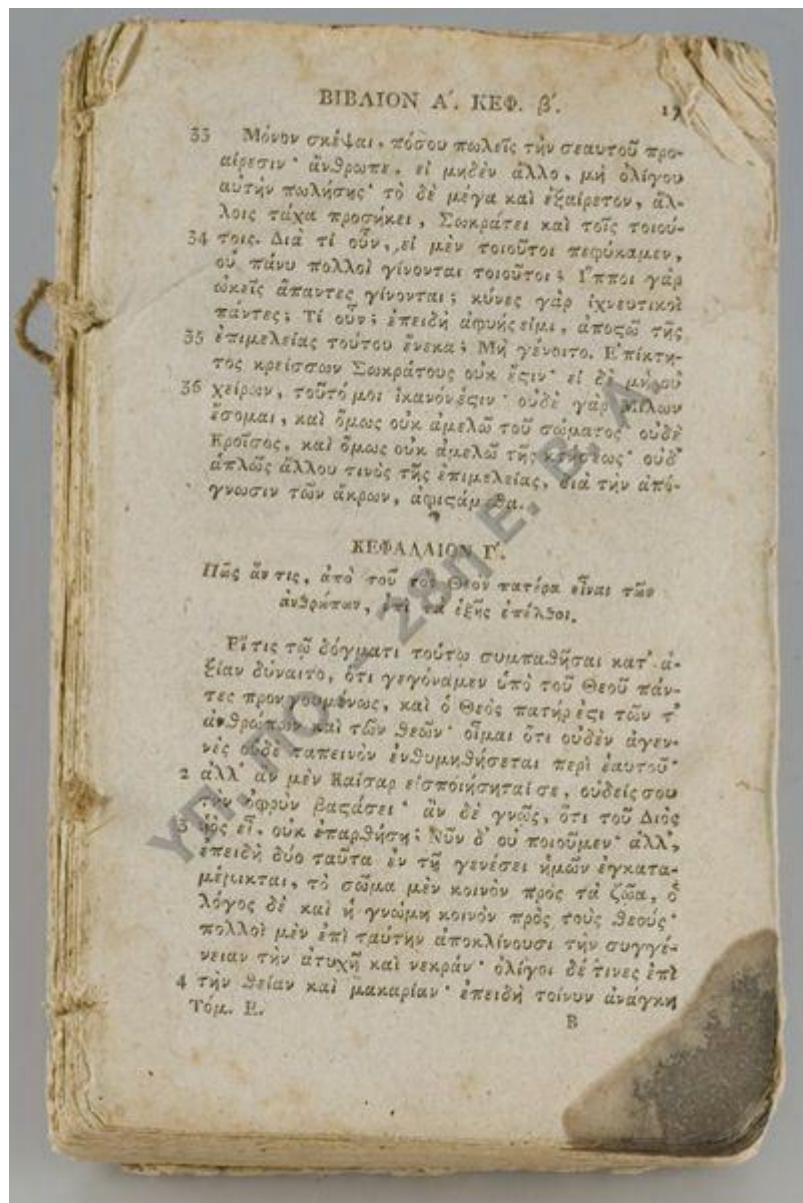 ΒΙΒΛΙΟΝ Α΄. ΚΕΦ. β΄. 17
33 Μόνον σκέψαι, πόσου πωλεῖς τὴν σεαυτοῦ προ-
αίρεσιν· ἄνθρωπε, εἰ μηδὲν ἄλλο, μὴ ὀλίγου
αὐτὴν πωλήσῃς· τὸ δὲ μέγα καὶ ἐξαίρετον, ἄλ-
λοις τάχα προσήκει, Σωκράτει καὶ τοῖς τοιού-
34 τοις. Διὰ τί οὖν, εἰ μὲν τοιοῦτοι πεφύκαμεν,
οὐ πάνυ πολλοὶ γίνονται τοιοῦτοι; Ἵπποι γὰρ
ὠκεῖς ἅπαντες γίνονται; κύνες γὰρ ἰχνευτικοὶ
πάντες; Τί οὖν; ἐπειδὴ ἀφυής εἰμι, ἀποςῶ τῆς
35 ἐπιμελείας τούτου ἕνεκα; Μὴ γένοιτο. Ἐπίκτη-
τος κρείσσων Σωκράτους οὐκ ἔςιν· εἰ δὲ μὴ, οὐ
36 χείρων, τοῦτό μοι ἱκανόν ἐςιν· οὐδὲ γὰρ Μίλων
ἔσομαι, καὶ ὅμως οὐκ ἀμελῶ τοῦ σώματος· οὐδὲ
Κροῖσος, καὶ ὅμως οὐκ ἀμελῶ τῆς κτήσεως· οὐδ᾽
ἁπλῶς ἄλλου τινὸς τῆς ἐπιμελείας, διὰ τὴν ἀπό-
γνωσιν τῶν ἄκρων, ἀφιςάμεθα.
ΚΕΦΑΛΑΙΟΝ Γ΄.
Πῶς ἄν τις, ἀπὸ τοῦ τὸν Θεὸν πατέρα εἶναι τῶν
ἀνθρώπων, ἐπὶ τὰ ἑξῆς ἐπέλθοι.
Εἴ τις τῷ δόγματι τούτῳ συμπαθῆσαι κατ᾽ ἀ-
ξίαν δύναιτο, ὅτι γεγόναμεν ὑπὸ τοῦ Θεοῦ πάν-
τες προηγουμένως, καὶ ὁ Θεὸς πατήρ ἐςι τῶν τ᾽
ἀνθρώπων καὶ τῶν θεῶν· οἶμαι ὅτι οὐδὲν ἀγεν-
νὲς οὐδὲ ταπεινὸν ἐνθυμηθήσεται περὶ ἑαυτοῦ·
2 ἀλλ᾽ ἂν μὲν Καῖσαρ εἰσποιήσηταί σε, οὐδείς σου
τὴν ὀφρὺν βαςάσει· ἂν δὲ γνῷς, ὅτι τοῦ Διὸς
3 υἱὸς εἶ, οὐκ ἐπαρθήσῃ; Νῦν δ᾽ οὐ ποιοῦμεν· ἀλλ᾽,
ἐπειδὴ δύο ταῦτα ἐν τῇ γενέσει ἡμῶν ἐγκατα-
μέμικται, τὸ σῶμα μὲν κοινὸν πρὸς τὰ ζῶα, ὁ
λόγος δὲ καὶ ἡ γνώμη κοινὸν πρὸς τοὺς θεούς·
πολλοὶ μὲν ἐπὶ ταύτην ἀποκλίνουσι τὴν συγγέ-
νειαν τὴν ἀτυχῆ καὶ νεκράν· ὀλίγοι δέ τινες ἐπὶ
4 τὴν θείαν καὶ μακαρίαν· ἐπειδὴ τοίνυν ἀνάγκη
Τόμ. Ε. Β
ΥΠ.ΠΟ - 28η Ε. Β. Α.